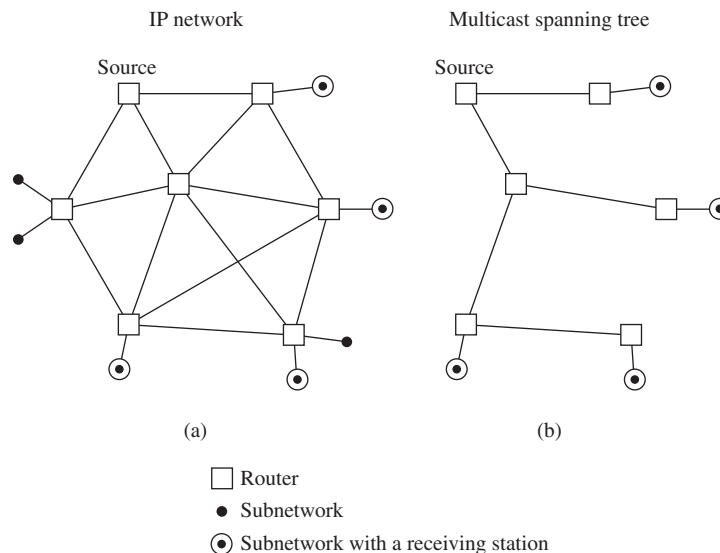 IP network
Multicast spanning tree
Source
Source
(a)
(b)
Router
Subnetwork
Subnetwork with a receiving station